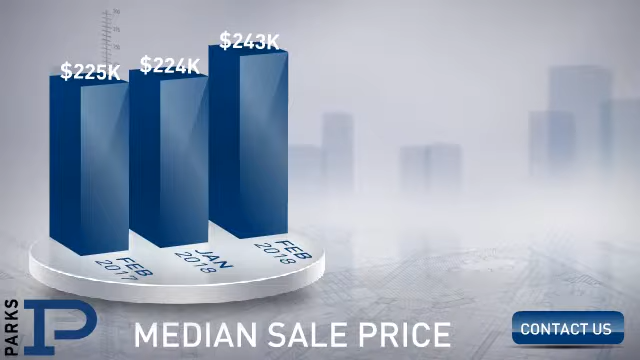 $225K
$224K
$243K
FEB
2017
JAN
2018
FEB
2018
PARKS
P
MEDIAN SALE PRICE
CONTACT US